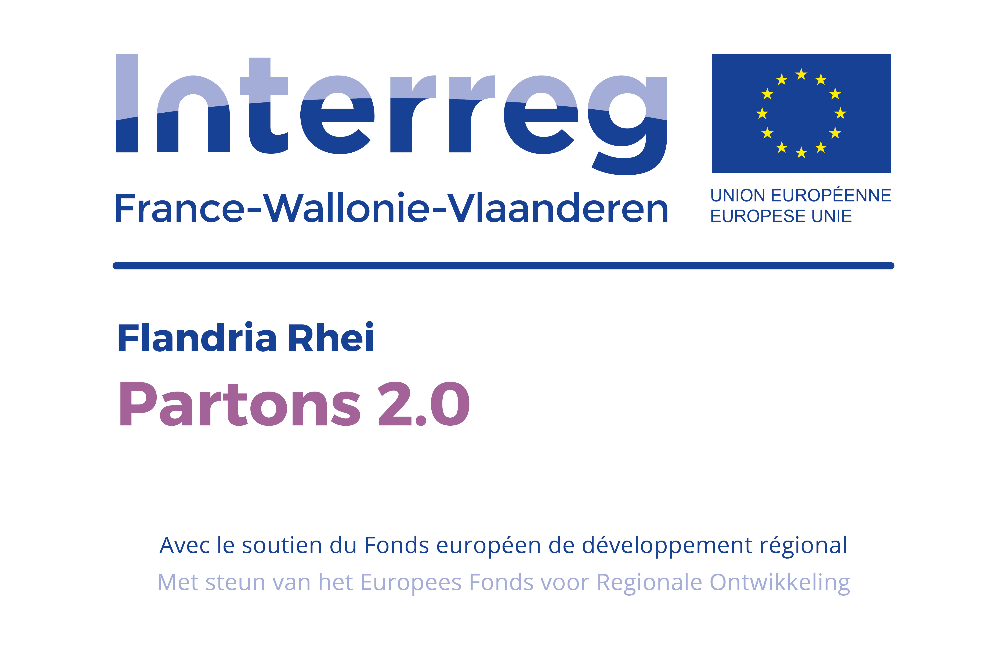 Interreg
France-Wallonie-Vlaanderen
UNION EUROPÉENNE
EUROPESE UNIE
Flandria Rhei
Partons 2.0
Avec le soutien du Fonds européen de développement régional
Met steun van het Europees Fonds voor Regionale Ontwikkeling